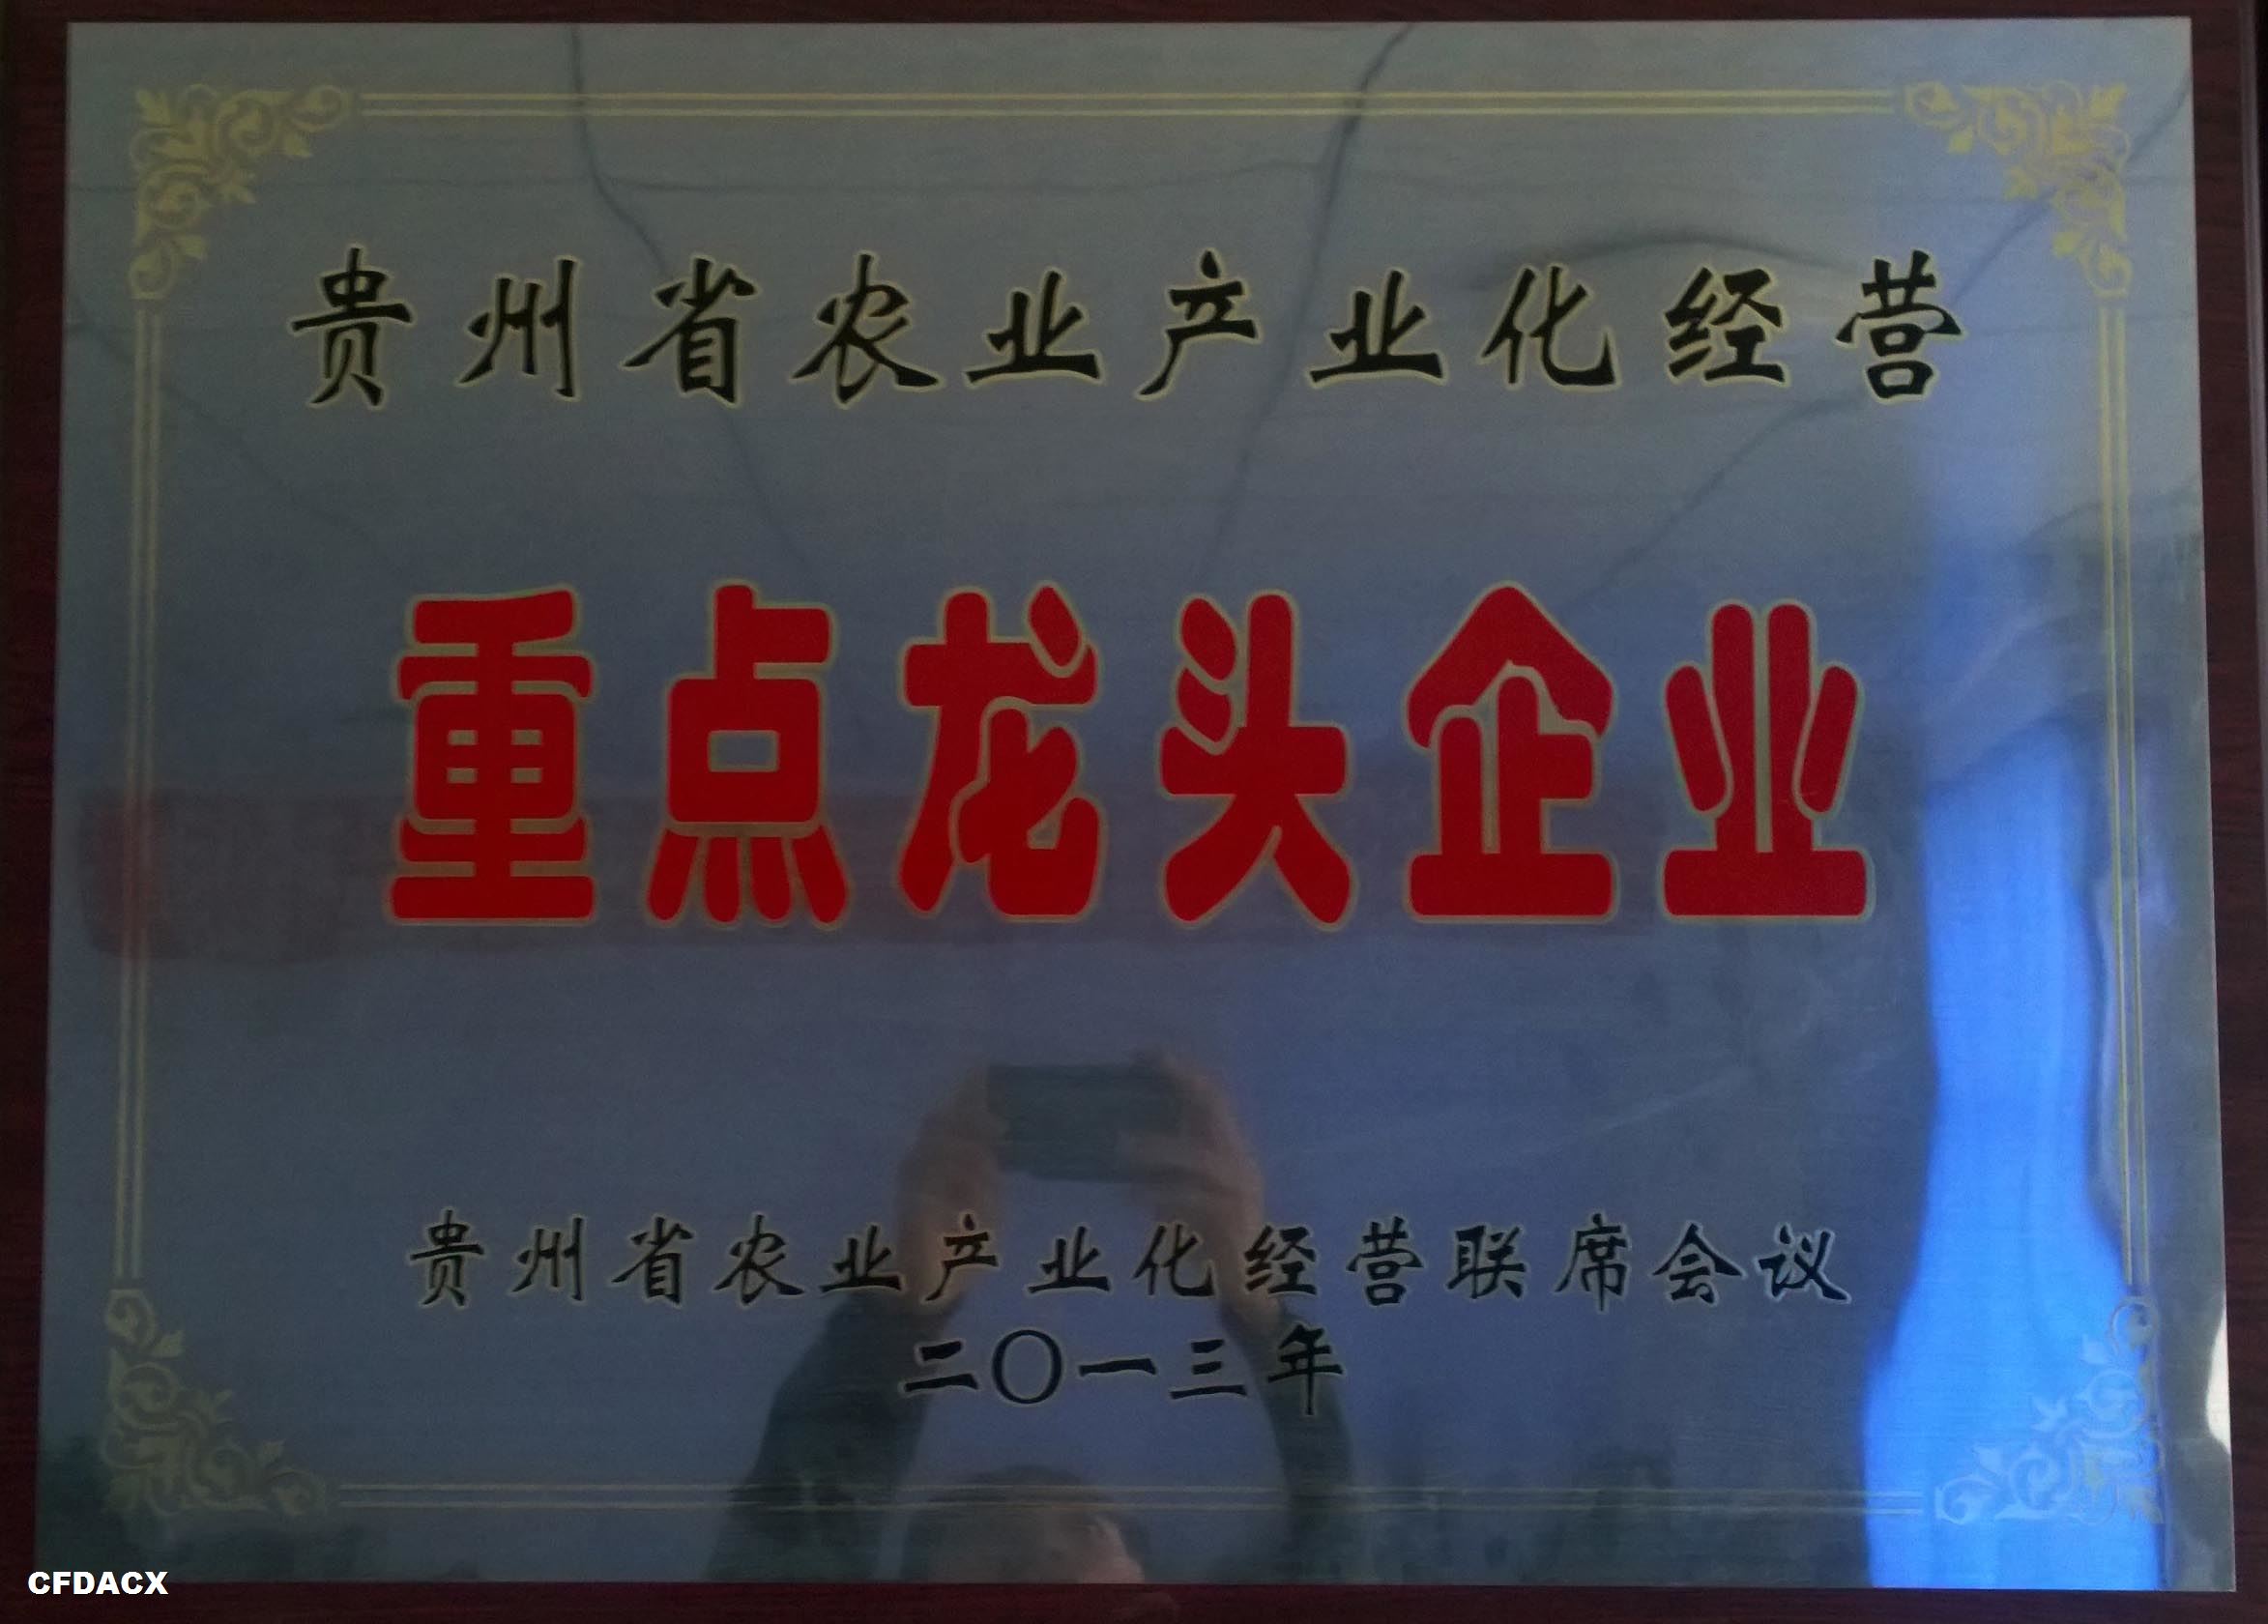 贵州省农业产业化经营
重点龙头企业
贵州省农业产业化经营联席会议
二〇一三年
CFDACX